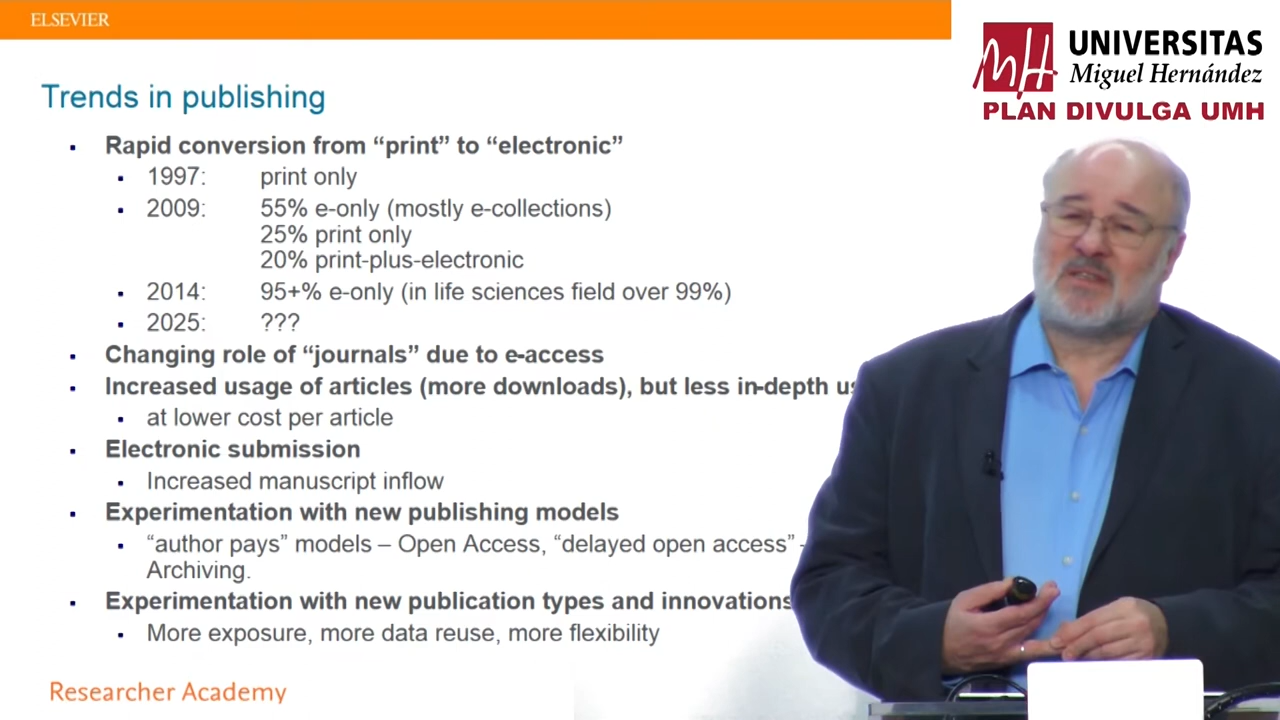 ELSEVIER
UNIVERSITAS
Miguel Hernández
PLAN DIVULGA UMH
Trends in publishing
▪ Rapid conversion from “print” to “electronic”
▪ 1997: print only
▪ 2009: 55% e-only (mostly e-collections)
25% print only
20% print-plus-electronic
▪ 2014: 95+% e-only (in life sciences field over 99%)
▪ 2025: ???
▪ Changing role of “journals” due to e-access
▪ Increased usage of articles (more downloads), but less in-depth
▪ at lower cost per article
▪ Electronic submission
▪ Increased manuscript inflow
▪ Experimentation with new publishing models
▪ “author pays” models – Open Access, “delayed open access” -
Archiving.
▪ Experimentation with new publication types and innovations
▪ More exposure, more data reuse, more flexibility
Researcher Academy